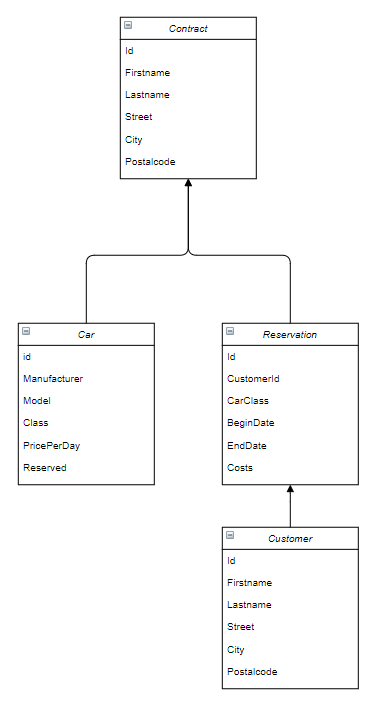 Contract
Id
Firstname
Lastname
Street
City
Postalcode
Car
id
Manufacturer
Model
Class
PricePerDay
Reserved
Reservation
Id
CustomerId
CarClass
BeginDate
EndDate
Costs
Customer
Id
Firstname
Lastname
Street
City
Postalcode